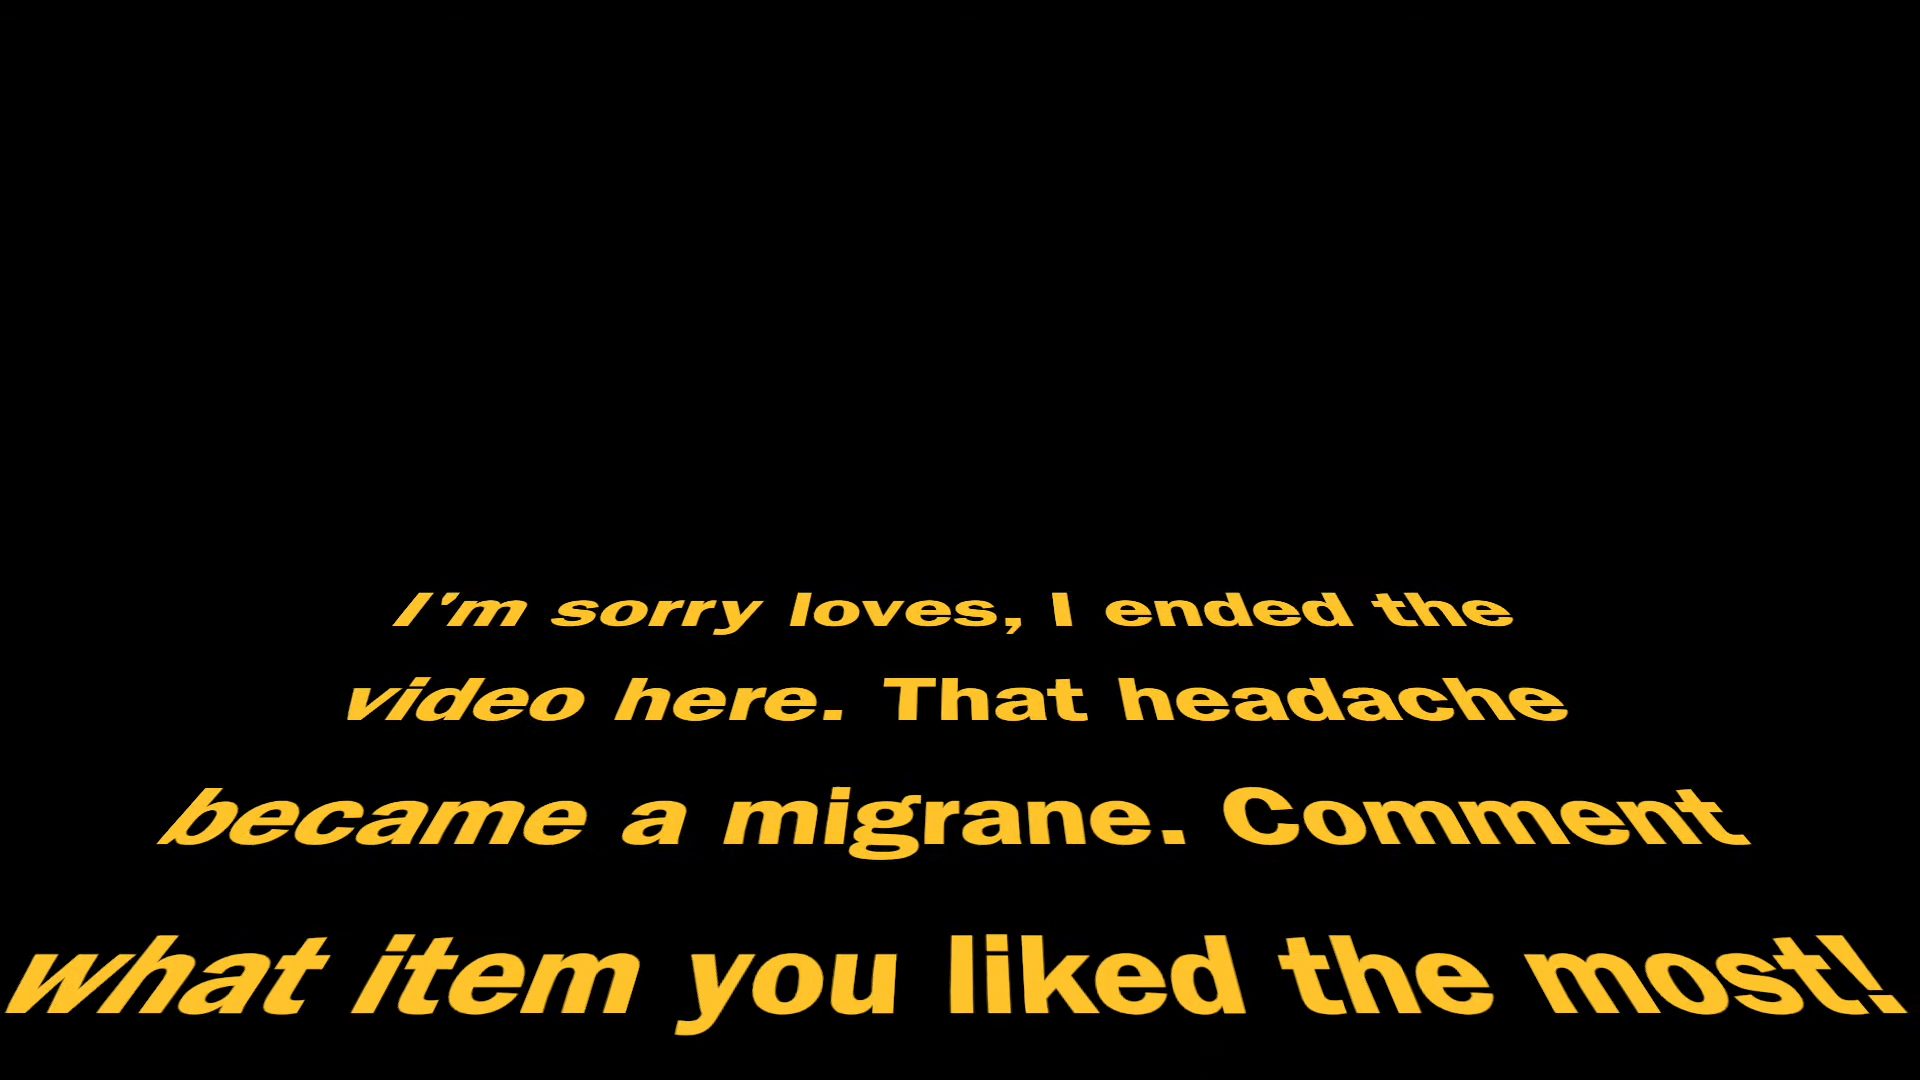 I'm sorry loves, I ended the
video here. That headache
became a migrane. Comment
what item you liked the most!